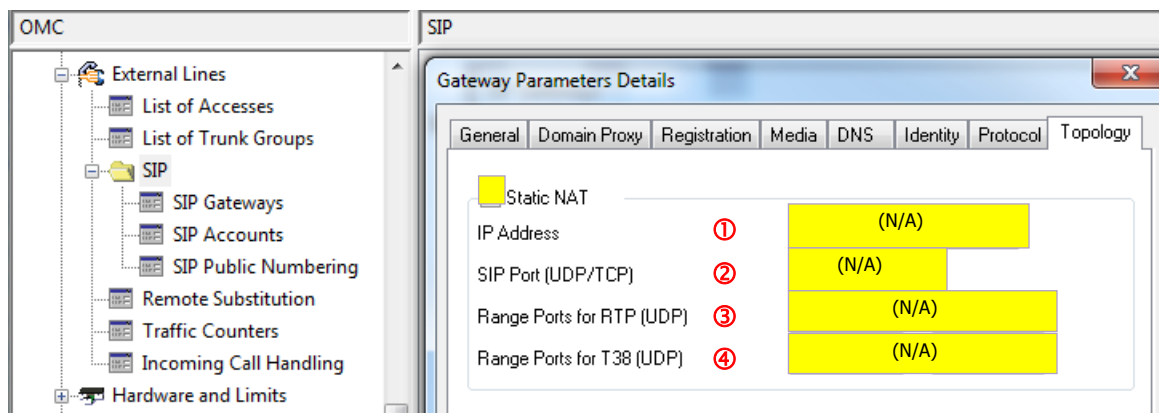 OMC
SIP
External Lines
List of Accesses
List of Trunk Groups
SIP
SIP Gateways
SIP Accounts
SIP Public Numbering
Remote Substitution
Traffic Counters
Incoming Call Handling
Hardware and Limits
Gateway Parameters Details
General Domain Proxy Registration Media DNS Identity Protocol Topology
Static NAT
IP Address ① (N/A)
SIP Port (UDP/TCP) ② (N/A)
Range Ports for RTP (UDP) ③ (N/A)
Range Ports for T38 (UDP) ④ (N/A)